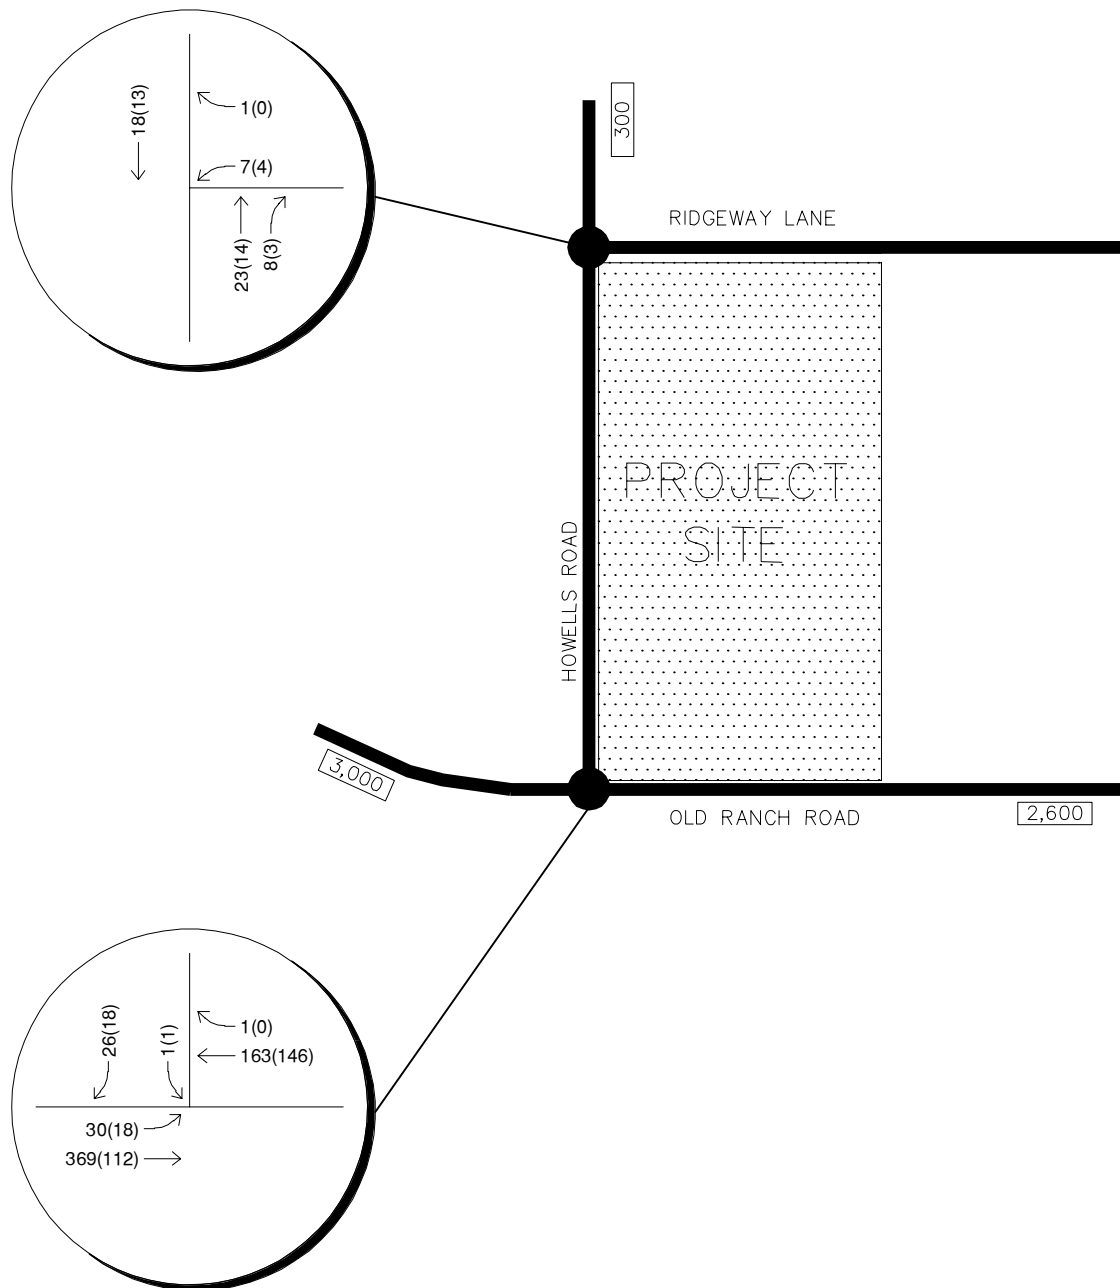 18(13)
1(0)
7(4)
23(14)
8(3)
300
RIDGEWAY LANE
PROJECT
SITE
HOWELLS ROAD
3,000
OLD RANCH ROAD
2,600
26(18)
1(1)
1(0)
163(146)
30(18)
369(112)